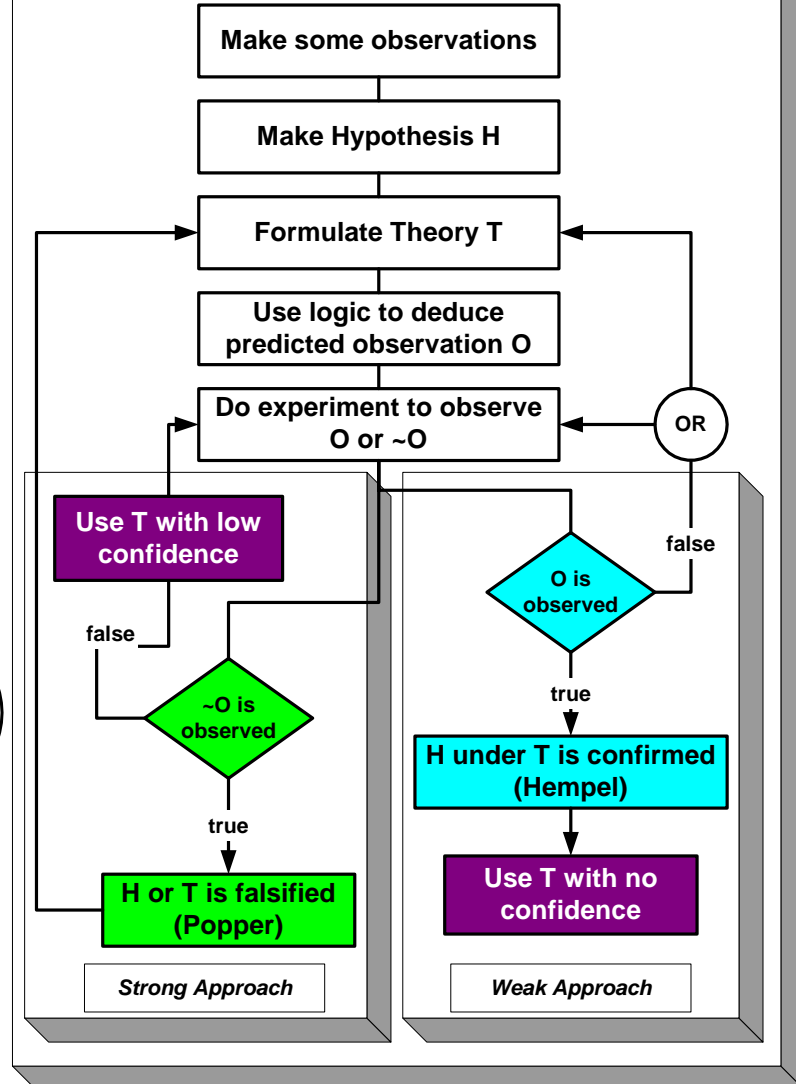 Make some observations
Make Hypothesis H
Formulate Theory T
Use logic to deduce
predicted observation O
Do experiment to observe
O or ~O
OR
Use T with low
confidence
false
~O is
observed
true
H or T is falsified
(Popper)
Strong Approach
false
O is
observed
true
H under T is confirmed
(Hempel)
Use T with no
confidence
Weak Approach